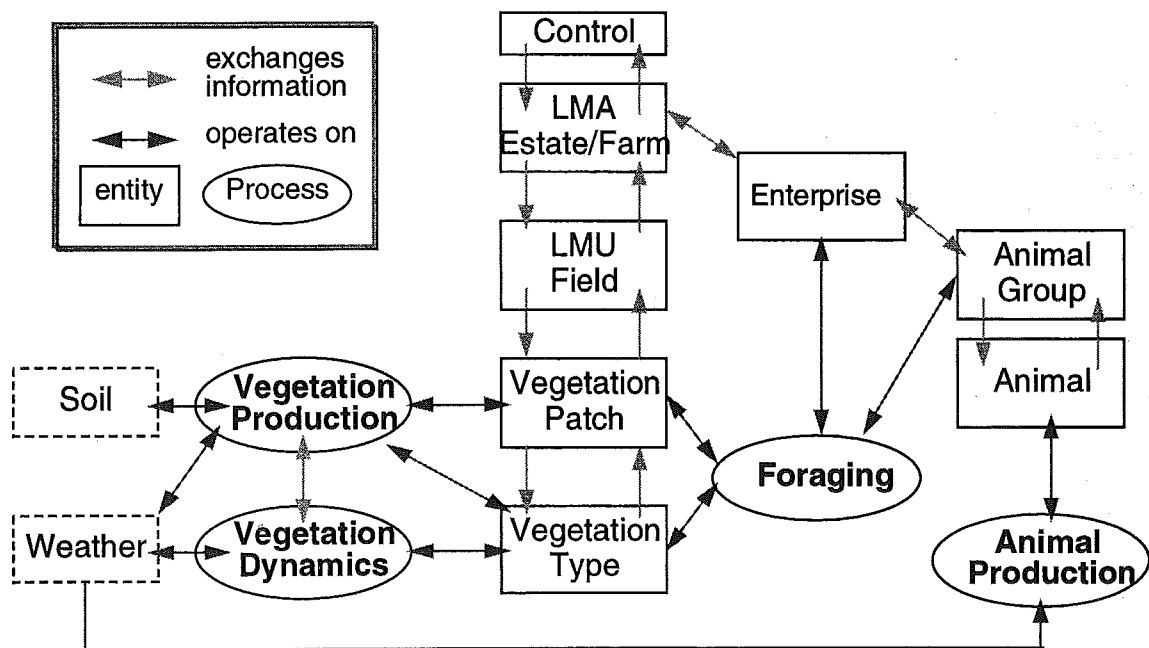 exchanges
information
operates on
entity
Process
Control
LMA
Estate/Farm
Enterprise
LMU
Field
Animal
Group
Animal
Soil
Vegetation
Production
Vegetation
Patch
Foraging
Weather
Vegetation
Dynamics
Vegetation
Type
Animal
Production